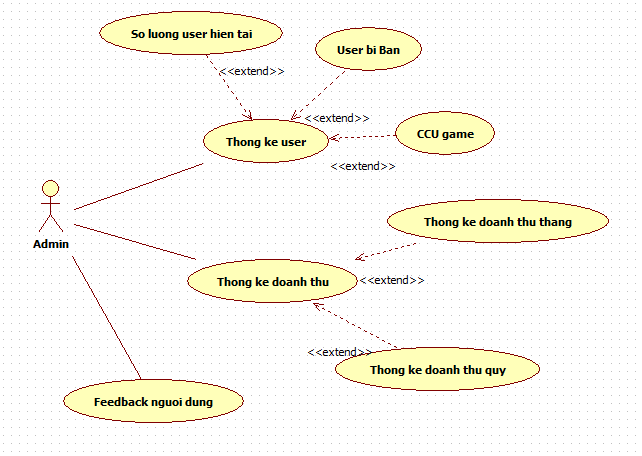 So luong user hien tai
User bi Ban
<<extend>>
<<extend>>
Thong ke user
CCU game
<<extend>>
Admin
Thong ke doanh thu thang
Thong ke doanh thu
<<extend>>
<<extend>>
Thong ke doanh thu quy
Feedback nguoi dung